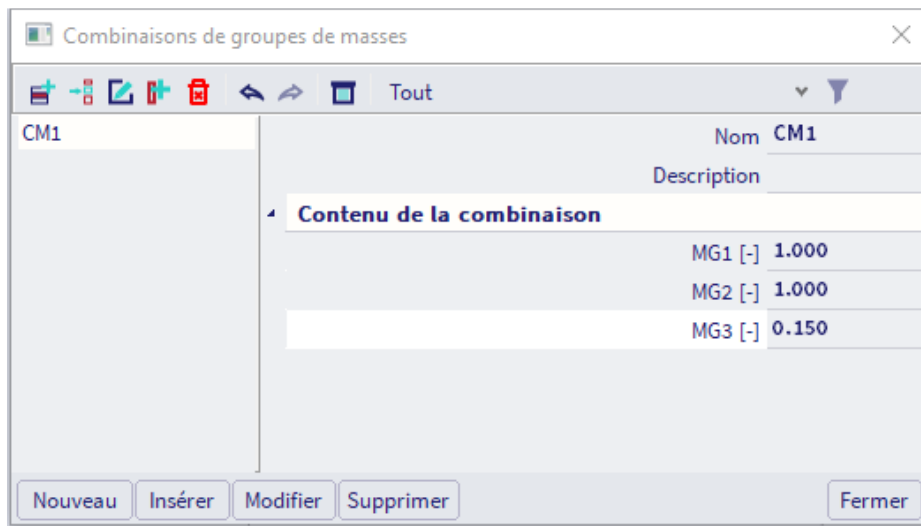 Combinaisons de groupes de masses
Tout
CM1
Nom CM1
Description
Contenu de la combinaison
MG1 [-] 1.000
MG2 [-] 1.000
MG3 [-] 0.150
Nouveau Insérer Modifier Supprimer Fermer